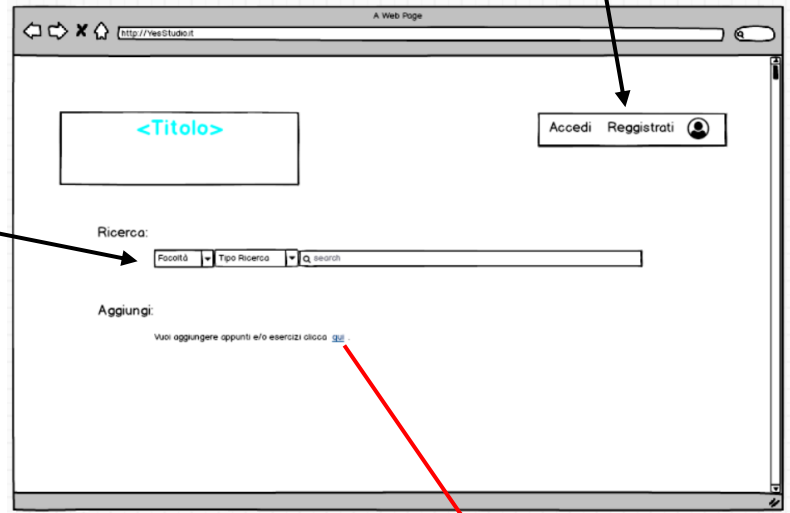 A Web Page
http://YesStudio.it
<Titolo>
Accedi Reggistrati
Ricerca:
Facoltà Tipo Ricerca search
Aggiungi:
Vuoi aggiungere appunti e/o esercizi clicca qui .